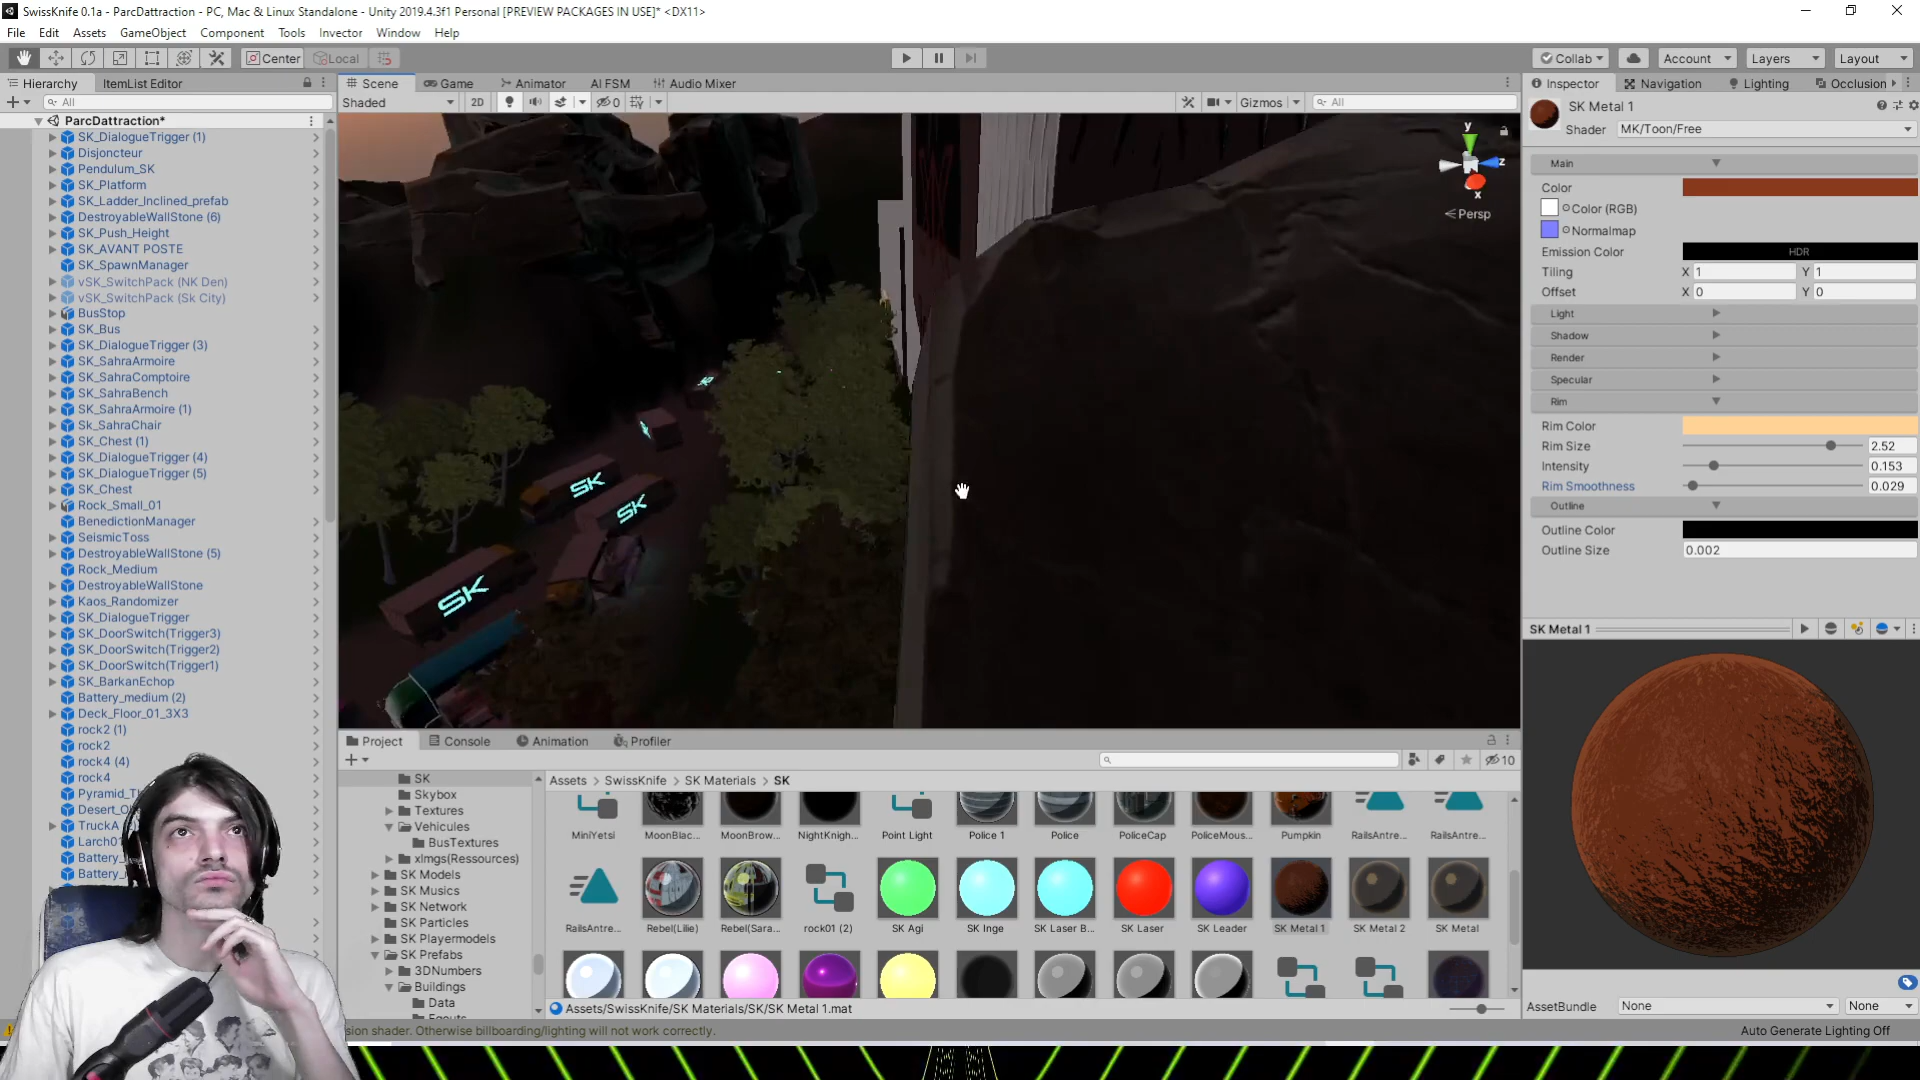 SwissKnife 0.1a - ParcDattraction - PC, Mac & Linux Standalone - Unity 2019.4.3f1 Personal [PREVIEW PACKAGES IN USE]* <DX11>
File Edit Assets GameObject Component Tools Invector Window Help
Center Local Collab Account Layers Layout
Hierarchy ItemList Editor
All
ParcDattraction*
SK_DialogueTrigger (1)
Disjoncteur
Pendulum_SK
SK_Platform
SK_Ladder_Inclined_prefab
DestroyableWallStone (6)
SK_Push_Height
SK_AVANT POSTE
SK_SpawnManager
vSK_SwitchPack (NK Den)
vSK_SwitchPack (Sk City)
BusStop
SK_Bus
SK_DialogueTrigger (3)
SK_SahraArmoire
SK_SahraComptoire
SK_SahraBench
SK_SahraArmoire (1)
Sk_SahraChair
SK_Chest (1)
SK_DialogueTrigger (4)
SK_DialogueTrigger (5)
SK_Chest
Rock_Small_01
BenedictionManager
SeismicToss
DestroyableWallStone (5)
Rock_Medium
DestroyableWallStone
Kaos_Randomizer
SK_DialogueTrigger
SK_DoorSwitch(Trigger3)
SK_DoorSwitch(Trigger2)
SK_DoorSwitch(Trigger1)
SK_BarkanEchop
Battery_medium (2)
Deck_Floor_01_3X3
rock2 (1)
rock2
rock4 (4)
rock4
Scene Game Animator AI FSM Audio Mixer
Shaded 2D 0 Gizmos All
y
z
x
Persp
SK
SK
SK
Project Console Animation Profiler
10
SK
Skybox
Textures
Vehicules
BusTextures
xImgs(Ressources)
SK Models
SK Musics
SK Network
SK Particles
SK Playermodels
SK Prefabs
3DNumbers
Buildings
Data
Assets > SwissKnife > SK Materials > SK
MiniYetsi MoonBlac... MoonBrow... NightKnigh... Point Light Police 1 Police PoliceCap PoliceMous... Pumpkin RailsAntre... RailsAntre...
RailsAntre... Rebel(Lilie) Rebel(Sara... rock01 (2) SK Agi SK Inge SK Laser B... SK Laser SK Leader SK Metal 1 SK Metal 2 SK Metal
Assets/SwissKnife/SK Materials/SK/SK Metal 1.mat
sion shader. Otherwise billboarding/lighting will not work correctly.
Inspector Navigation Lighting Occlusion
SK Metal 1
Shader MK/Toon/Free
Main
Color
Color (RGB)
Normalmap
Emission Color HDR
Tiling X 1 Y 1
Offset X 0 Y 0
Light
Shadow
Render
Specular
Rim
Rim Color
Rim Size 2.52
Intensity 0.153
Rim Smoothness 0.029
Outline
Outline Color
Outline Size 0.002
SK Metal 1
AssetBundle None None
Auto Generate Lighting Off